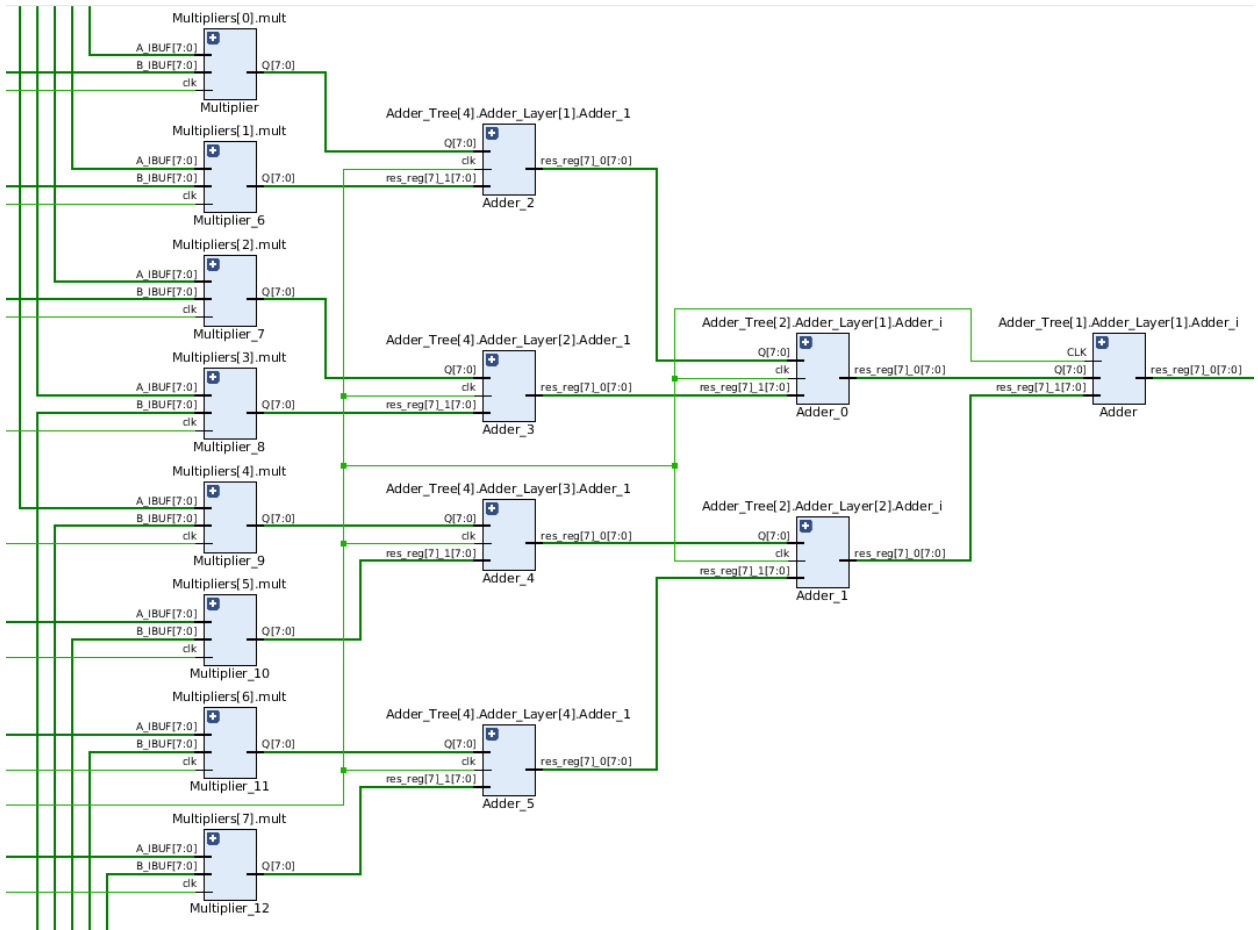 Multipliers[0].mult
A_IBUF[7:0]
B_IBUF[7:0]
clk
Q[7:0]
Multiplier
Multipliers[1].mult
A_IBUF[7:0]
B_IBUF[7:0]
clk
Q[7:0]
Multiplier_6
Multipliers[2].mult
A_IBUF[7:0]
B_IBUF[7:0]
clk
Q[7:0]
Multiplier_7
Multipliers[3].mult
A_IBUF[7:0]
B_IBUF[7:0]
clk
Q[7:0]
Multiplier_8
Multipliers[4].mult
A_IBUF[7:0]
B_IBUF[7:0]
clk
Q[7:0]
Multiplier_9
Multipliers[5].mult
A_IBUF[7:0]
B_IBUF[7:0]
clk
Q[7:0]
Multiplier_10
Multipliers[6].mult
A_IBUF[7:0]
B_IBUF[7:0]
clk
Q[7:0]
Multiplier_11
Multipliers[7].mult
A_IBUF[7:0]
B_IBUF[7:0]
clk
Q[7:0]
Multiplier_12
Adder_Tree[4].Adder_Layer[1].Adder_1
Q[7:0]
clk
res_reg[7]_1[7:0]
res_reg[7]_0[7:0]
Adder_2
Adder_Tree[4].Adder_Layer[2].Adder_1
Q[7:0]
clk
res_reg[7]_1[7:0]
res_reg[7]_0[7:0]
Adder_3
Adder_Tree[4].Adder_Layer[3].Adder_1
Q[7:0]
clk
res_reg[7]_1[7:0]
res_reg[7]_0[7:0]
Adder_4
Adder_Tree[4].Adder_Layer[4].Adder_1
Q[7:0]
clk
res_reg[7]_1[7:0]
res_reg[7]_0[7:0]
Adder_5
Adder_Tree[2].Adder_Layer[1].Adder_i
Q[7:0]
clk
res_reg[7]_1[7:0]
res_reg[7]_0[7:0]
Adder_0
Adder_Tree[2].Adder_Layer[2].Adder_i
Q[7:0]
clk
res_reg[7]_1[7:0]
res_reg[7]_0[7:0]
Adder_1
Adder_Tree[1].Adder_Layer[1].Adder_i
CLK
Q[7:0]
res_reg[7]_1[7:0]
res_reg[7]_0[7:0]
Adder